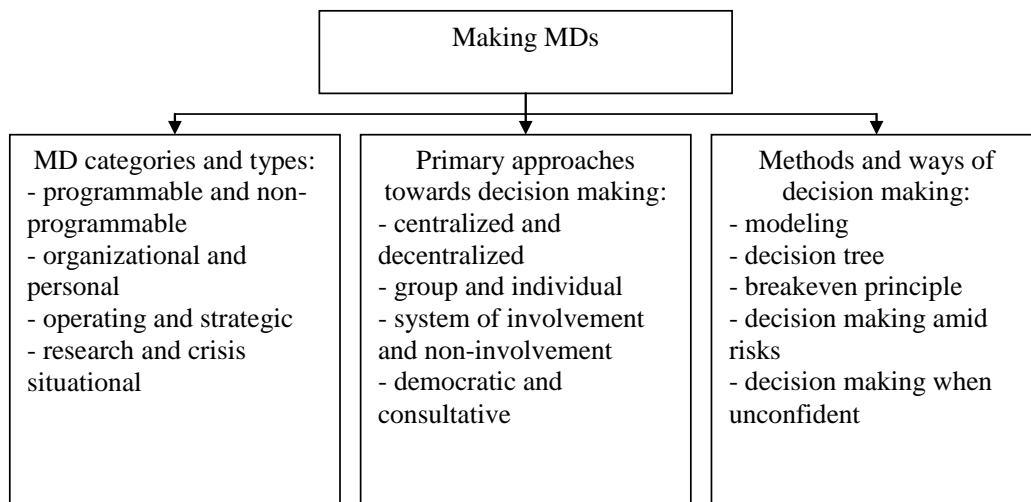 Making MDs
MD categories and types:
- programmable and non-
programmable
- organizational and
personal
- operating and strategic
- research and crisis
situational
Primary approaches
towards decision making:
- centralized and
decentralized
- group and individual
- system of involvement
and non-involvement
- democratic and
consultative
Methods and ways of
decision making:
- modeling
- decision tree
- breakeven principle
- decision making amid
risks
- decision making when
unconfident